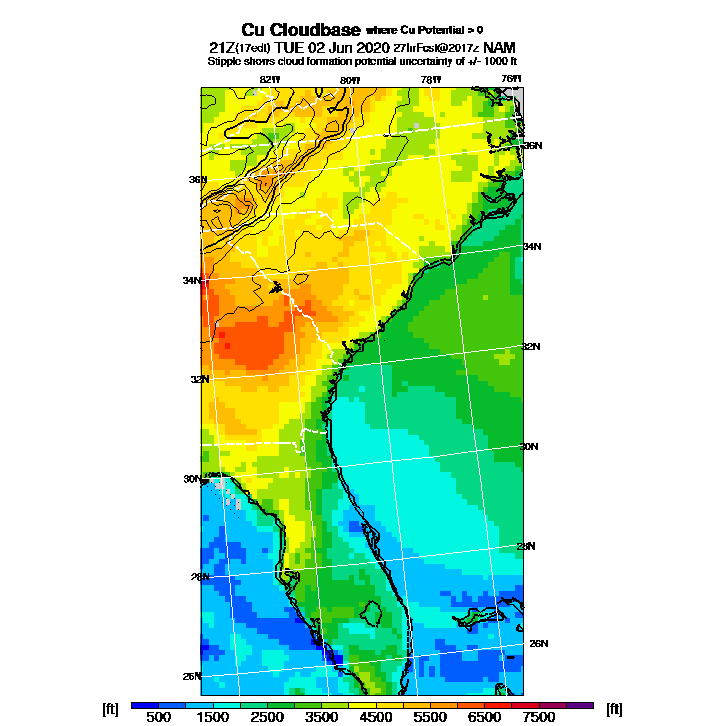 Cu Cloudbase where Cu Potential > 0
21Z(17edt) TUE 02 Jun 2020 27hrFcst@2017z NAM
Stipple shows cloud formation potential uncertainty of +/- 1000 ft
82W 80W 78W 76W
36N
36N
34N
34N
32N
32N
30N
30N
28N
28N
26N
26N
[ft] 500 1500 2500 3500 4500 5500 6500 7500 [ft]